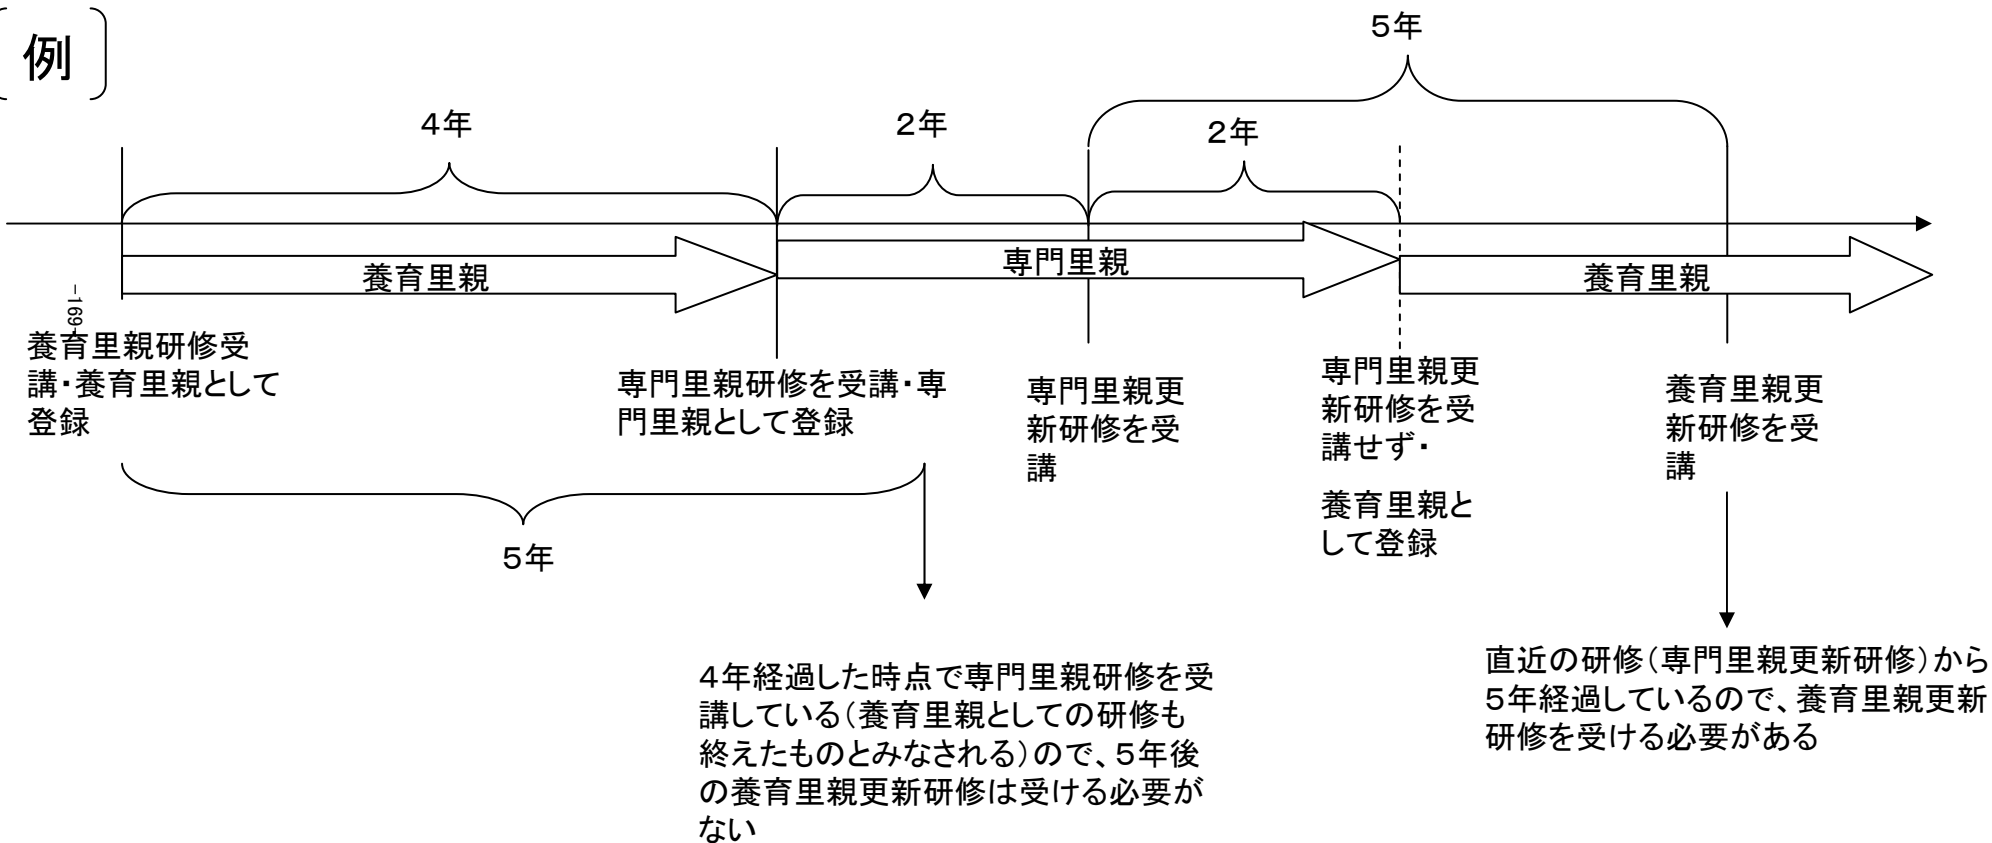 例
5年
4年
2年
2年
養育里親
専門里親
養育里親
-169-
養育里親研修受
講・養育里親として
登録
専門里親研修を受講・専
門里親として登録
専門里親更
新研修を受
講
専門里親更
新研修を受
講せず・
養育里親と
して登録
養育里親更
新研修を受
講
5年
4年経過した時点で専門里親研修を受
講している(養育里親としての研修も
終えたものとみなされる)ので、5年後
の養育里親更新研修は受ける必要が
ない
直近の研修(専門里親更新研修)から
5年経過しているので、養育里親更新
研修を受ける必要がある